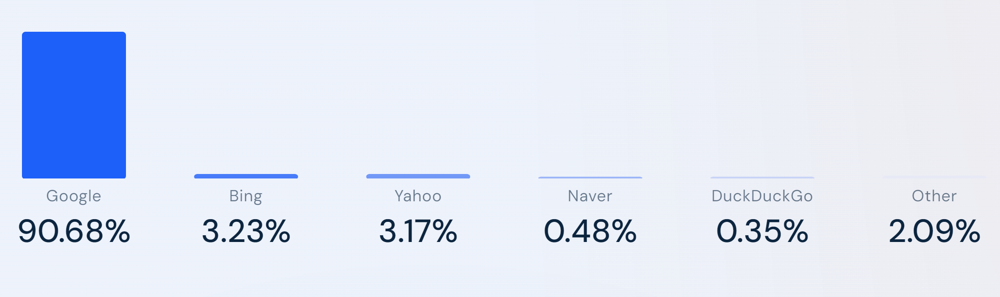 Google Bing Yahoo Naver DuckDuckGo Other
90.68% 3.23% 3.17% 0.48% 0.35% 2.09%